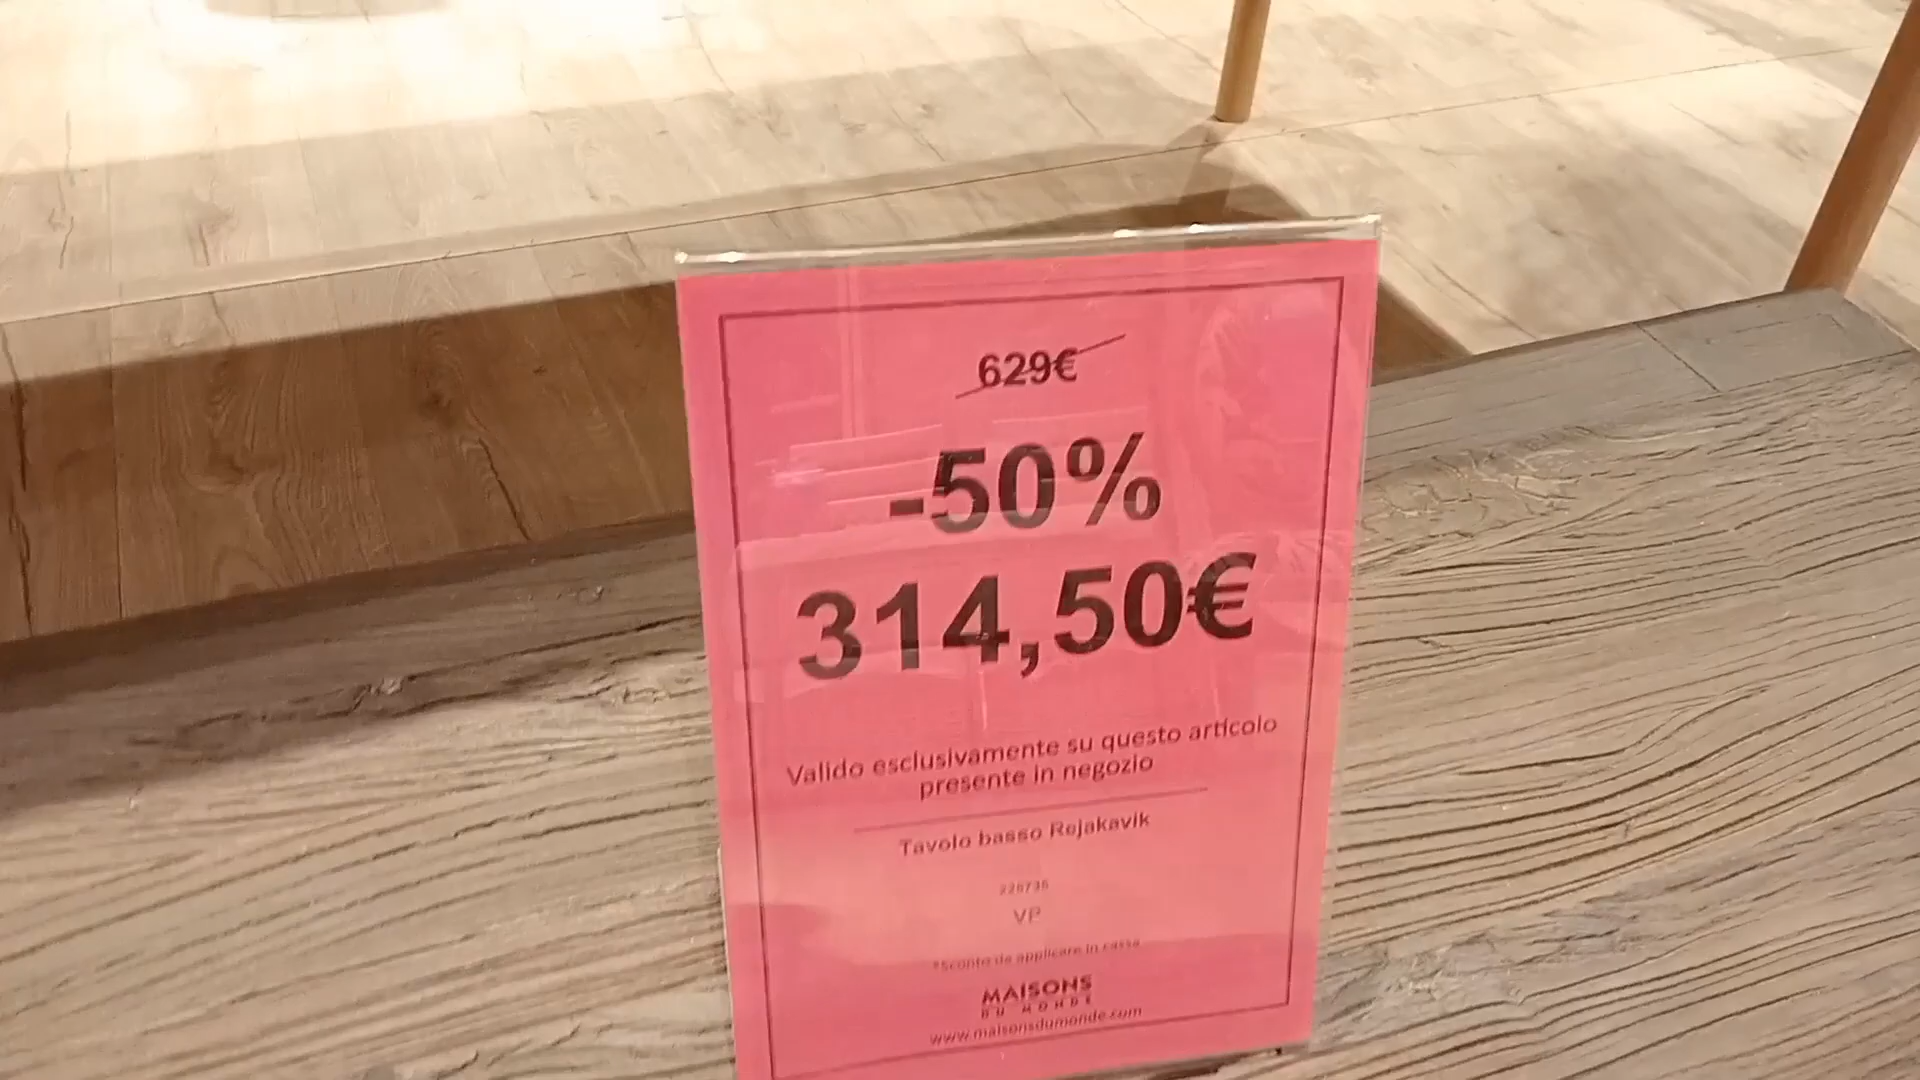 629€
-50%
314,50€
Valido esclusivamente su questo articolo
presente in negozio
Tavolo basso Rejakavik
226735
VP
*Sconto da applicare in cassa
MAISONS
DU MONDE
www.maisonsdumonde.com